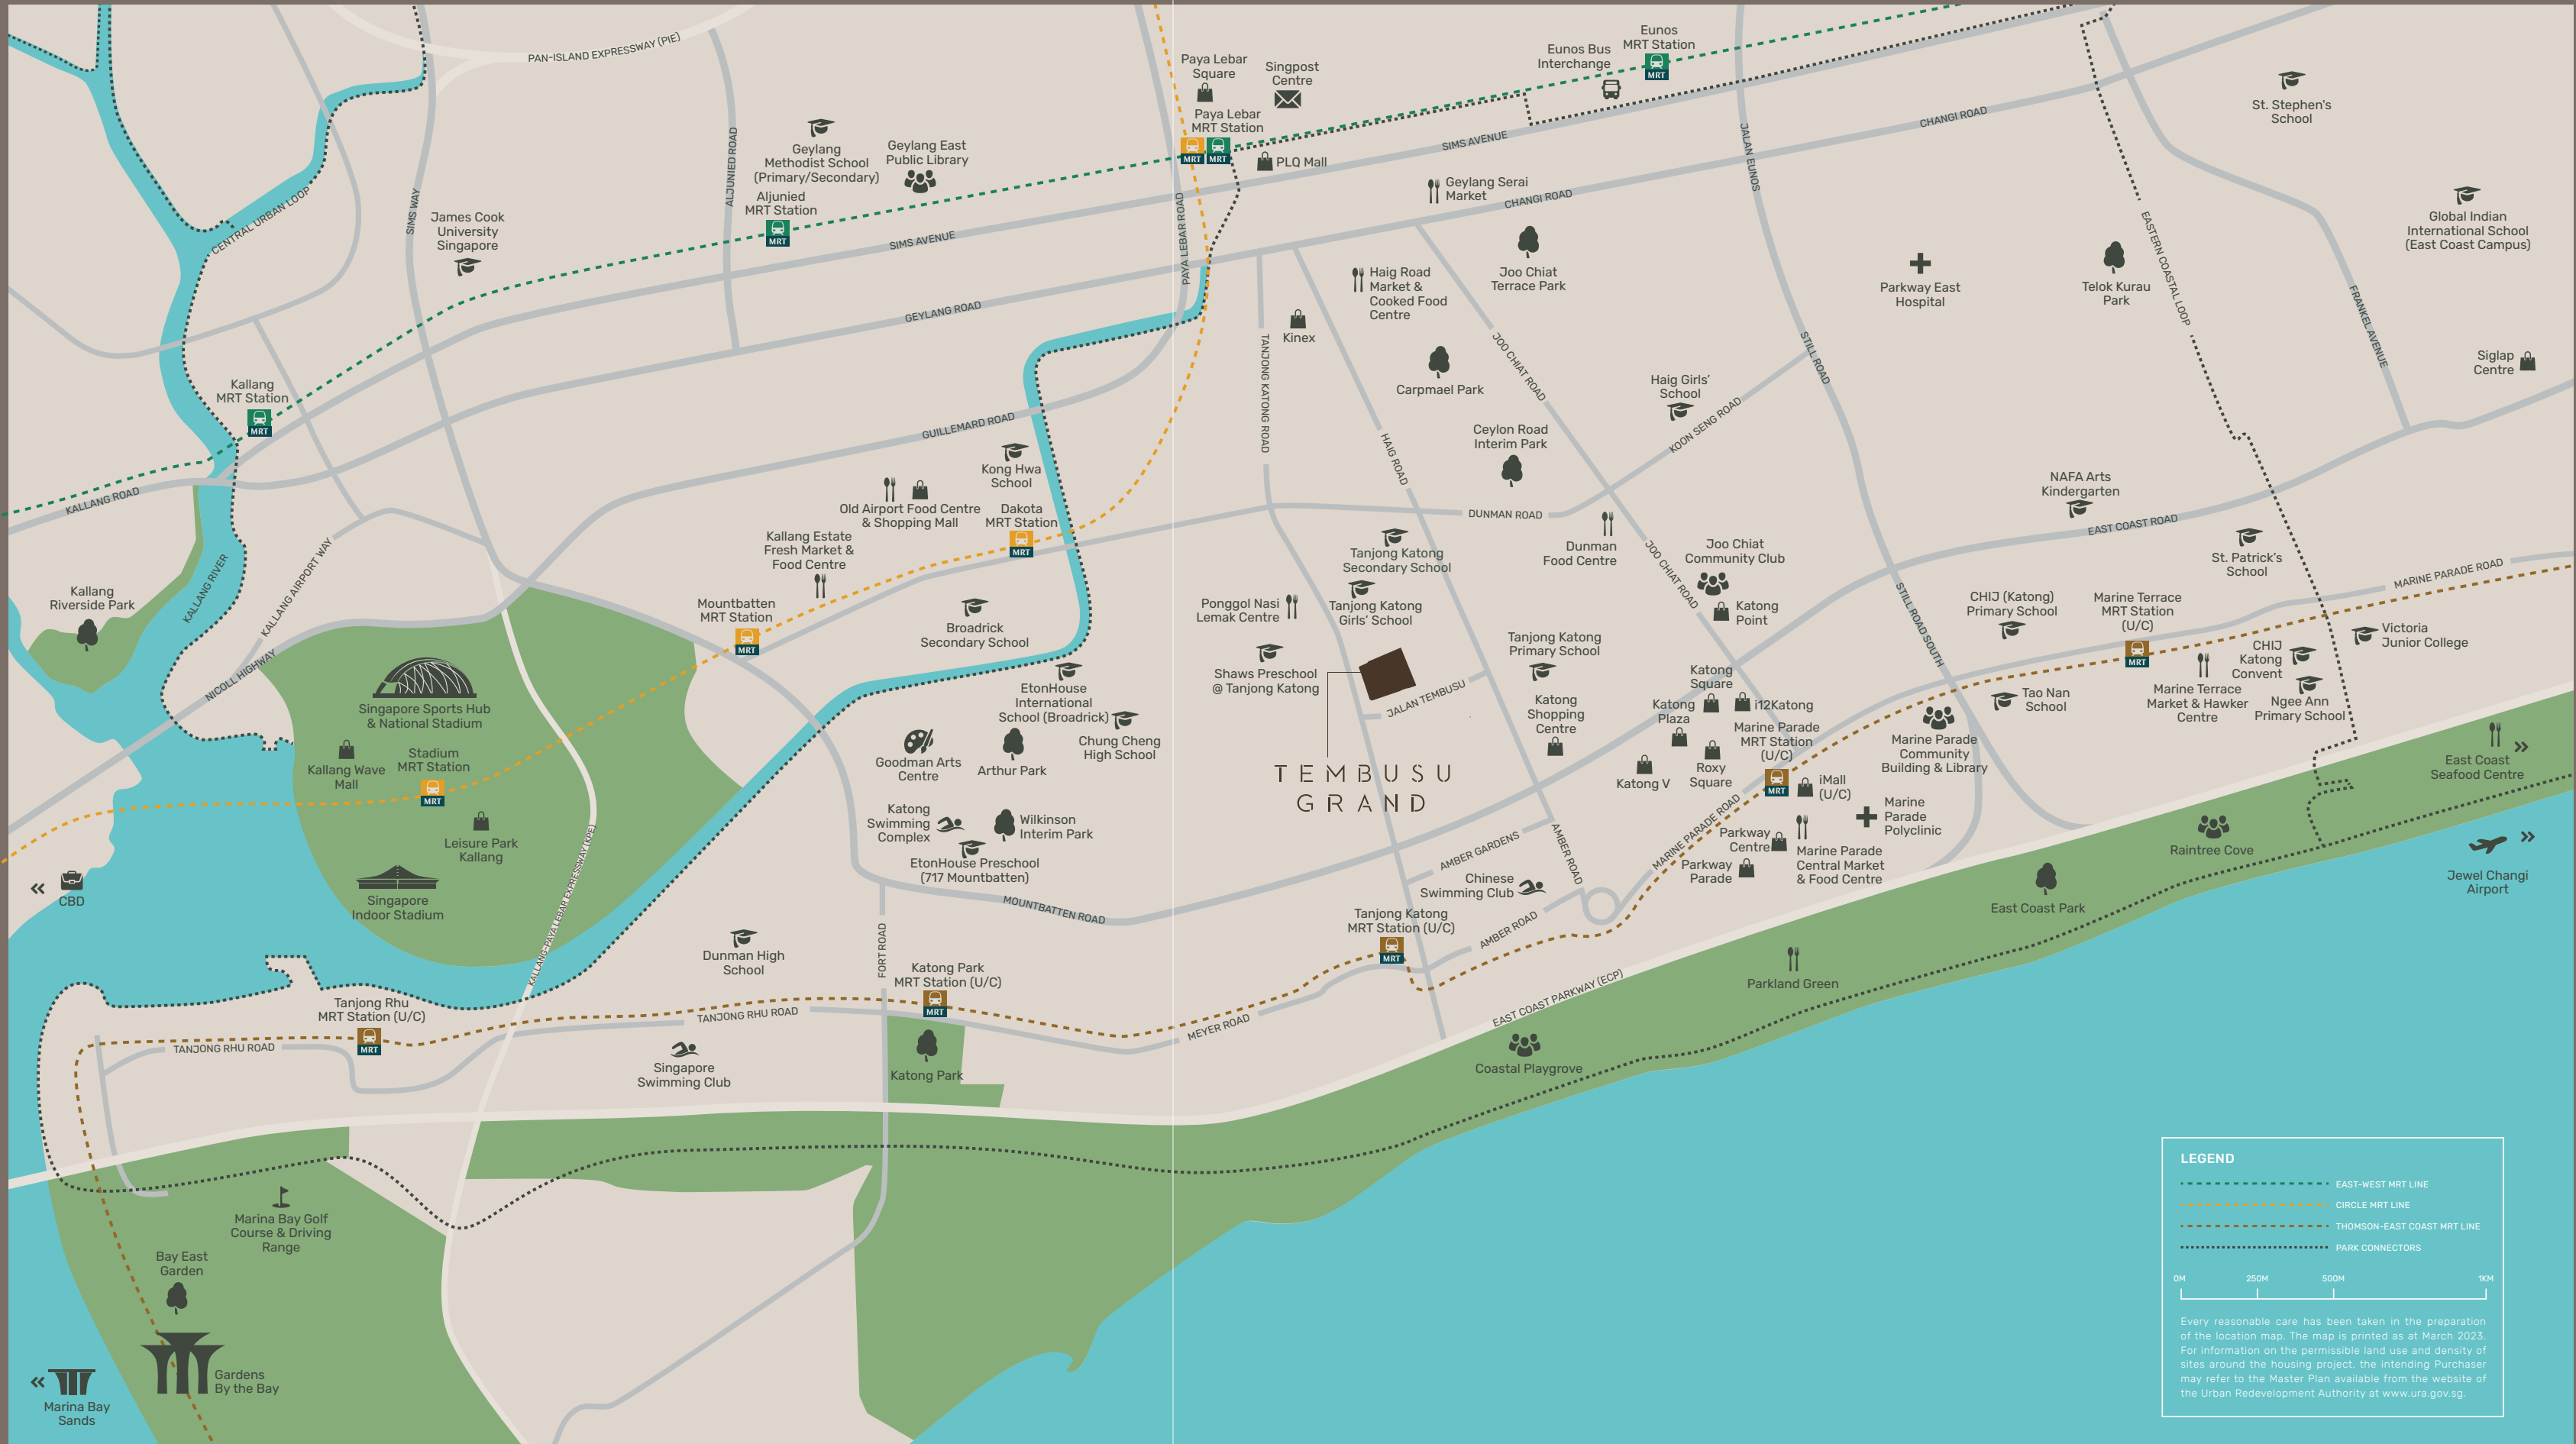 PAN-ISLAND EXPRESSWAY (PIE)
Paya Lebar
Square
Singpost
Centre
Eunos Bus
Interchange
Eunos
MRT Station
MRT
Paya Lebar
MRT Station
MRT
MRT
PLQ Mall
SIMS AVENUE
CHANGI ROAD
St. Stephen's
School
JALAN EUNOS
ALJUNIED ROAD
Geylang
Methodist School
(Primary/Secondary)
Geylang East
Public Library
Aljunied
MRT Station
MRT
Geylang Serai
Market
CHANGI ROAD
CENTRAL URBAN LOOP
SIMS WAY
James Cook
University
Singapore
SIMS AVENUE
PAYA LEBAR ROAD
Global Indian
International School
(East Coast Campus)
EASTERN COASTAL LOOP
Haig Road
Market &
Cooked Food
Centre
Joo Chiat
Terrace Park
Parkway East
Hospital
Telok Kurau
Park
FRANKEL AVENUE
GEYLANG ROAD
Kinex
TANJONG KATONG ROAD
JOO CHIAT ROAD
STILL ROAD
Siglap
Centre
Carpmael Park
Haig Girls'
School
KOON SENG ROAD
Kallang
MRT Station
MRT
GUILLEMARD ROAD
HAIG ROAD
Ceylon Road
Interim Park
Kong Hwa
School
KALLANG ROAD
Old Airport Food Centre
& Shopping Mall
Dakota
MRT Station
MRT
DUNMAN ROAD
NAFA Arts
Kindergarten
EAST COAST ROAD
Kallang Estate
Fresh Market &
Food Centre
Tanjong Katong
Secondary School
Dunman
Food Centre
JOO CHIAT ROAD
Joo Chiat
Community Club
St. Patrick's
School
MARINE PARADE ROAD
Kallang
Riverside Park
KALLANG RIVER
KALLANG AIRPORT WAY
Mountbatten
MRT Station
MRT
Broadrick
Secondary School
Ponggol Nasi
Lemak Centre
Tanjong Katong
Girls' School
Katong
Point
STILL ROAD SOUTH
CHIJ (Katong)
Primary School
Marine Terrace
MRT Station
(U/C)
MRT
Victoria
Junior College
NICOLL HIGHWAY
Singapore Sports Hub
& National Stadium
EtonHouse
International
School (Broadrick)
Shaws Preschool
@ Tanjong Katong
JALAN TEMBUSU
Tanjong Katong
Primary School
Katong
Square
i12Katong
Katong
Plaza
Tao Nan
School
Marine Terrace
Market & Hawker
Centre
CHIJ
Katong
Convent
Ngee Ann
Primary School
Kallang Wave
Mall
Stadium
MRT Station
MRT
Goodman Arts
Centre
Arthur Park
Chung Cheng
High School
TEMBUSU
GRAND
Katong
Shopping
Centre
Katong V
Roxy
Square
Marine Parade
MRT Station
(U/C)
MRT
iMall
(U/C)
Marine Parade
Community
Building & Library
East Coast
Seafood Centre
Leisure Park
Kallang
Katong
Swimming
Complex
Wilkinson
Interim Park
EtonHouse Preschool
(717 Mountbatten)
AMBER GARDENS
AMBER ROAD
MARINE PARADE ROAD
Parkway
Centre
Parkway
Parade
Marine Parade
Central Market
& Food Centre
Marine
Parade
Polyclinic
Raintree Cove
Jewel Changi
Airport
CBD
Singapore
Indoor Stadium
KALLANG-PAYA LEBAR EXPRESSWAY (KPE)
MOUNTBATTEN ROAD
Chinese
Swimming Club
East Coast Park
Dunman High
School
FORT ROAD
Tanjong Katong
MRT Station (U/C)
MRT
AMBER ROAD
Katong Park
MRT Station (U/C)
MRT
EAST COAST PARKWAY (ECP)
Parkland Green
Tanjong Rhu
MRT Station (U/C)
MRT
TANJONG RHU ROAD
TANJONG RHU ROAD
MEYER ROAD
Singapore
Swimming Club
Katong Park
Coastal Playgrove
Marina Bay Golf
Course & Driving
Range
Bay East
Garden
Gardens
By the Bay
Marina Bay
Sands
LEGEND
EAST-WEST MRT LINE
CIRCLE MRT LINE
THOMSON-EAST COAST MRT LINE
PARK CONNECTORS
0M 250M 500M 1KM
Every reasonable care has been taken in the preparation
of the location map. The map is printed as at March 2023.
For information on the permissible land use and density of
sites around the housing project, the intending Purchaser
may refer to the Master Plan available from the website of
the Urban Redevelopment Authority at www.ura.gov.sg.